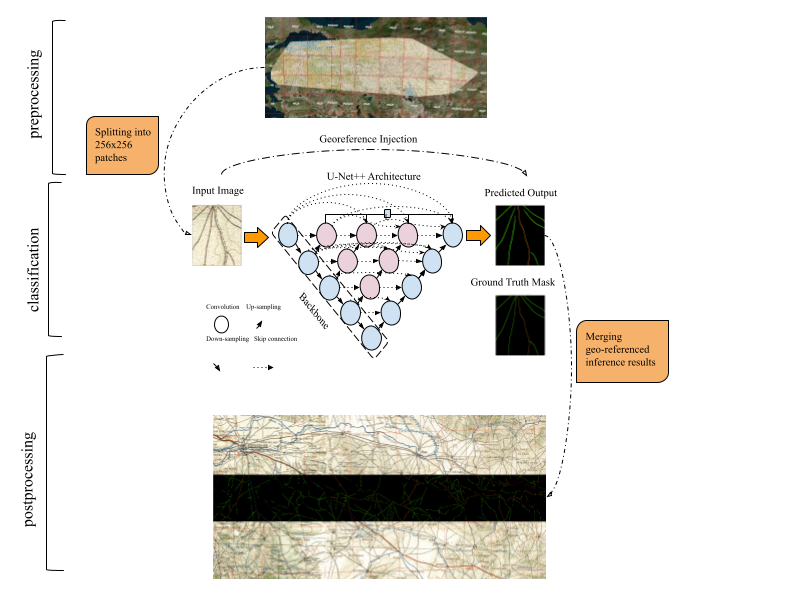 preprocessing
Splitting into
256x256
patches
Georeference Injection
U-Net++ Architecture
Input Image
Predicted Output
classification
Ground Truth Mask
Backbone
Convolution Up-sampling
Down-sampling Skip connection
Merging
geo-referenced
inference results
postprocessing